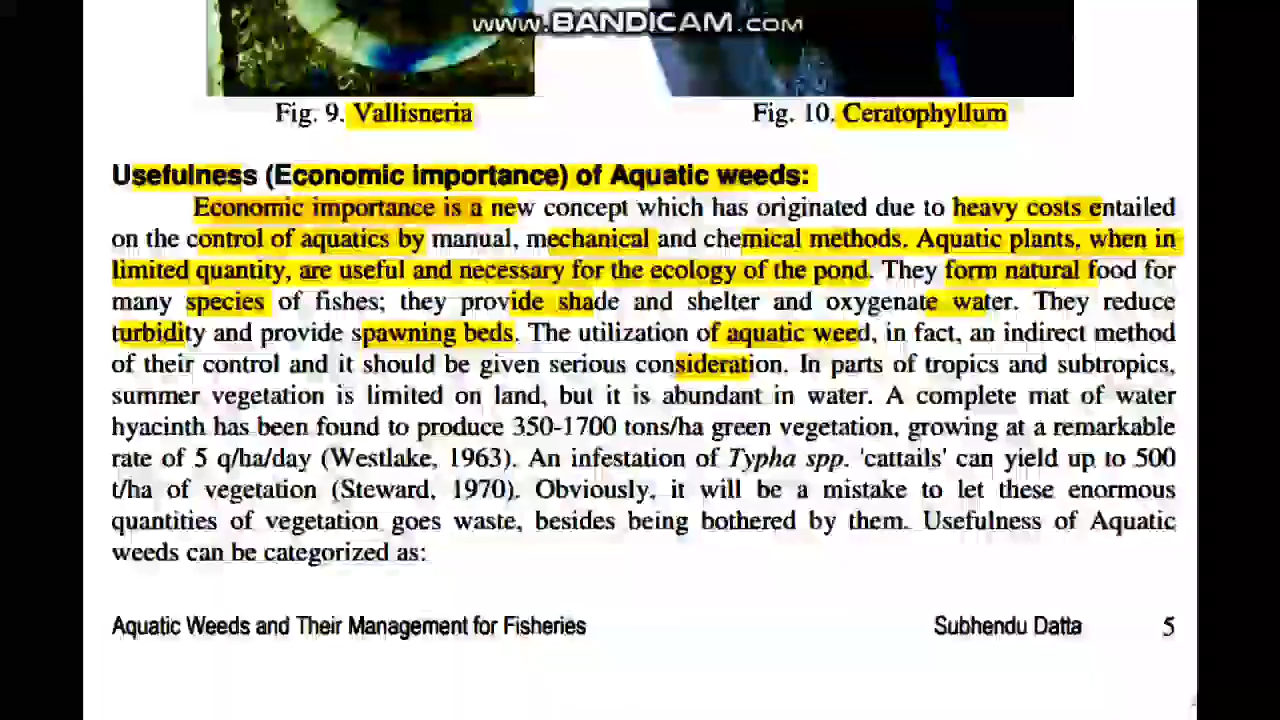 www.BANDICAM.com
Fig. 9. Vallisneria
Fig. 10. Ceratophyllum
Usefulness (Economic importance) of Aquatic weeds:
Economic importance is a new concept which has originated due to heavy costs entailed
on the control of aquatics by manual, mechanical and chemical methods. Aquatic plants, when in
limited quantity, are useful and necessary for the ecology of the pond. They form natural food for
many species of fishes; they provide shade and shelter and oxygenate water. They reduce
turbidity and provide spawning beds. The utilization of aquatic weed, in fact, an indirect method
of their control and it should be given serious consideration. In parts of tropics and subtropics,
summer vegetation is limited on land, but it is abundant in water. A complete mat of water
hyacinth has been found to produce 350-1700 tons/ha green vegetation, growing at a remarkable
rate of 5 q/ha/day (Westlake, 1963). An infestation of Typha spp. 'cattails' can yield up to 500
t/ha of vegetation (Steward, 1970). Obviously, it will be a mistake to let these enormous
quantities of vegetation goes waste, besides being bothered by them. Usefulness of Aquatic
weeds can be categorized as:
Aquatic Weeds and Their Management for Fisheries
Subhendu Datta
5